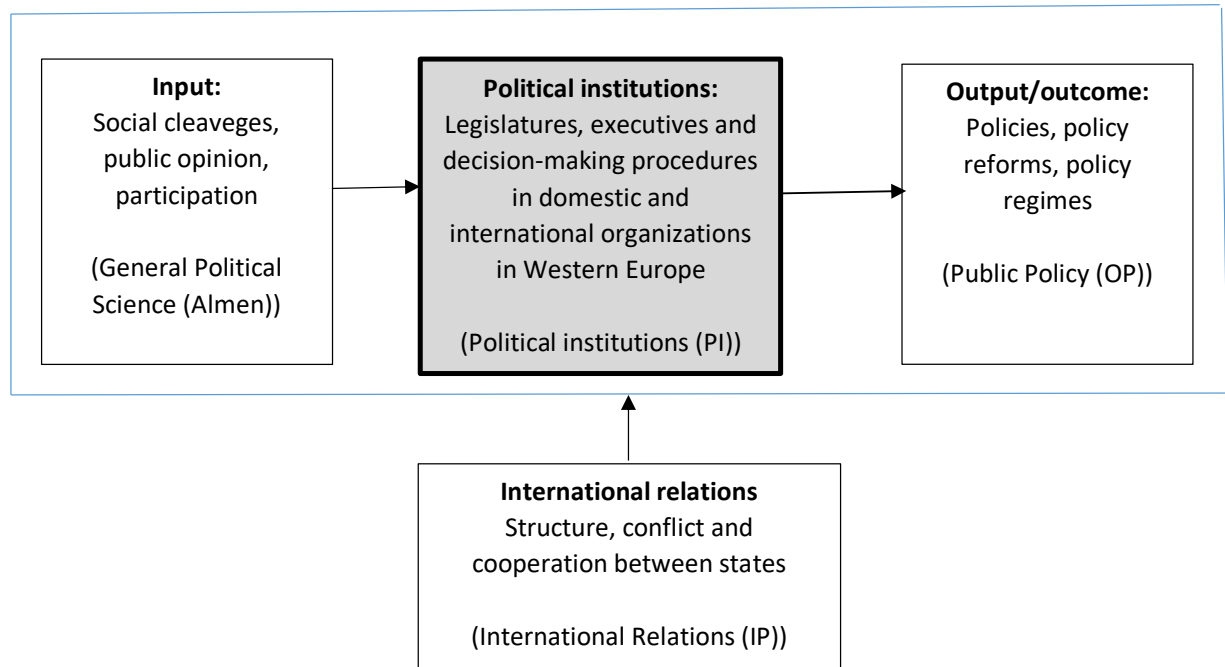 Input:
Social cleaveges,
public opinion,
participation
(General Political
Science (Almen))
Political institutions:
Legislatures, executives and
decision-making procedures
in domestic and
international organizations
in Western Europe
(Political institutions (PI))
Output/outcome:
Policies, policy
reforms, policy
regimes
(Public Policy (OP))
International relations
Structure, conflict and
cooperation between states
(International Relations (IP))